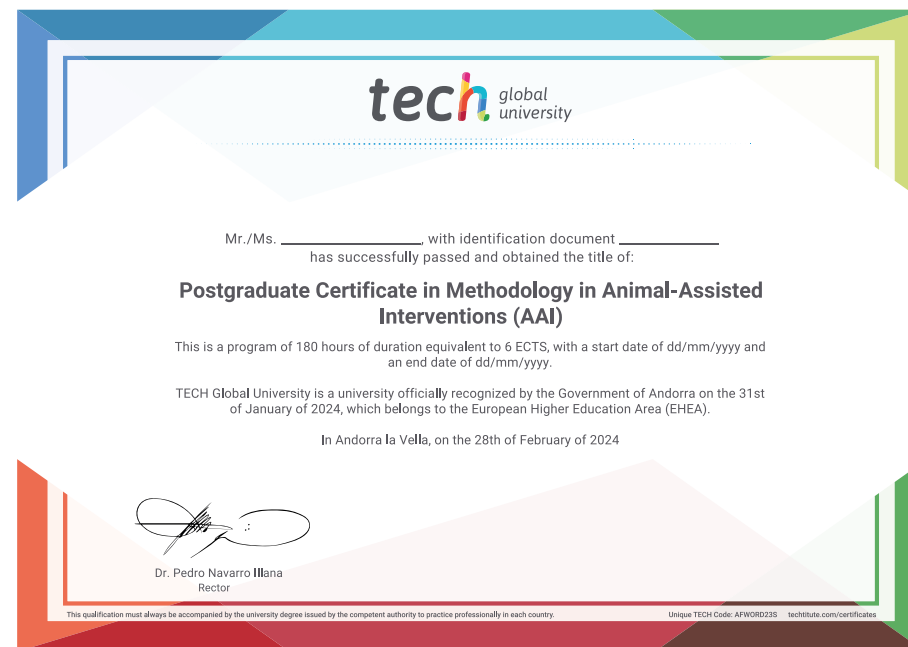 tech global university
Mr./Ms. ____________________, with identification document ______________
has successfully passed and obtained the title of:
Postgraduate Certificate in Methodology in Animal-Assisted
Interventions (AAI)
This is a program of 180 hours of duration equivalent to 6 ECTS, with a start date of dd/mm/yyyy and
an end date of dd/mm/yyyy.
TECH Global University is a university officially recognized by the Government of Andorra on the 31st
of January of 2024, which belongs to the European Higher Education Area (EHEA).
In Andorra la Vella, on the 28th of February of 2024
Dr. Pedro Navarro Illana
Rector
This qualification must always be accompanied by the university degree issued by the competent authority to practice professionally in each country. Unique TECH Code: AFWORD23S techtitute.com/certificates